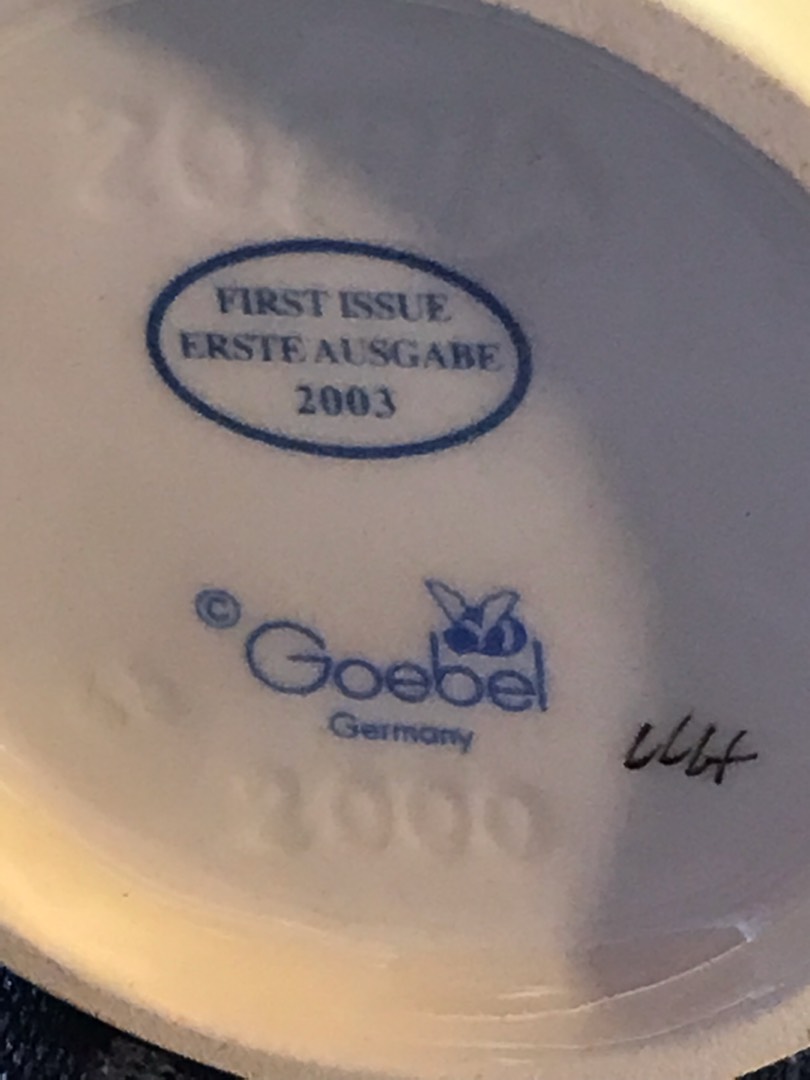 FIRST ISSUE
ERSTE AUSGABE
2003
© Goebel
Germany
2000